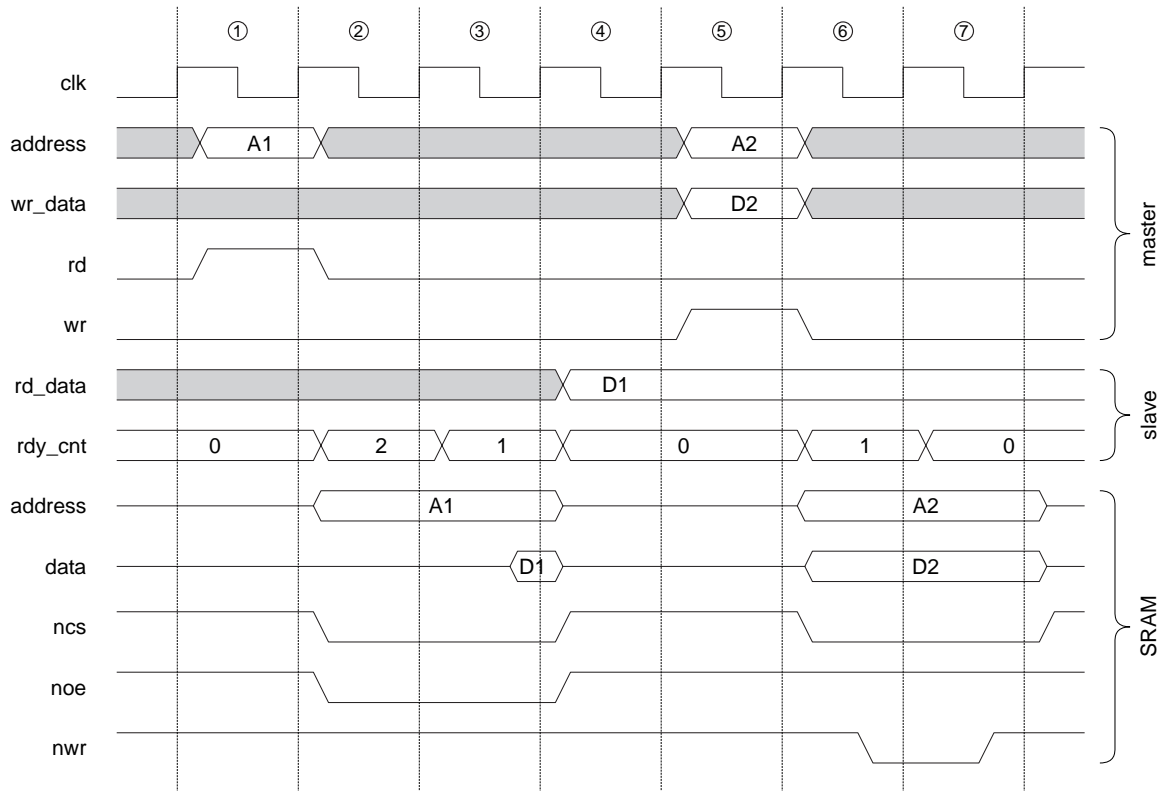 ① ② ③ ④ ⑤ ⑥ ⑦
clk
address A1 A2
wr_data D2
rd
wr
master
rd_data D1
rdy_cnt 0 2 1 0 1 0
slave
address A1 A2
data D1 D2
ncs
noe
nwr
SRAM